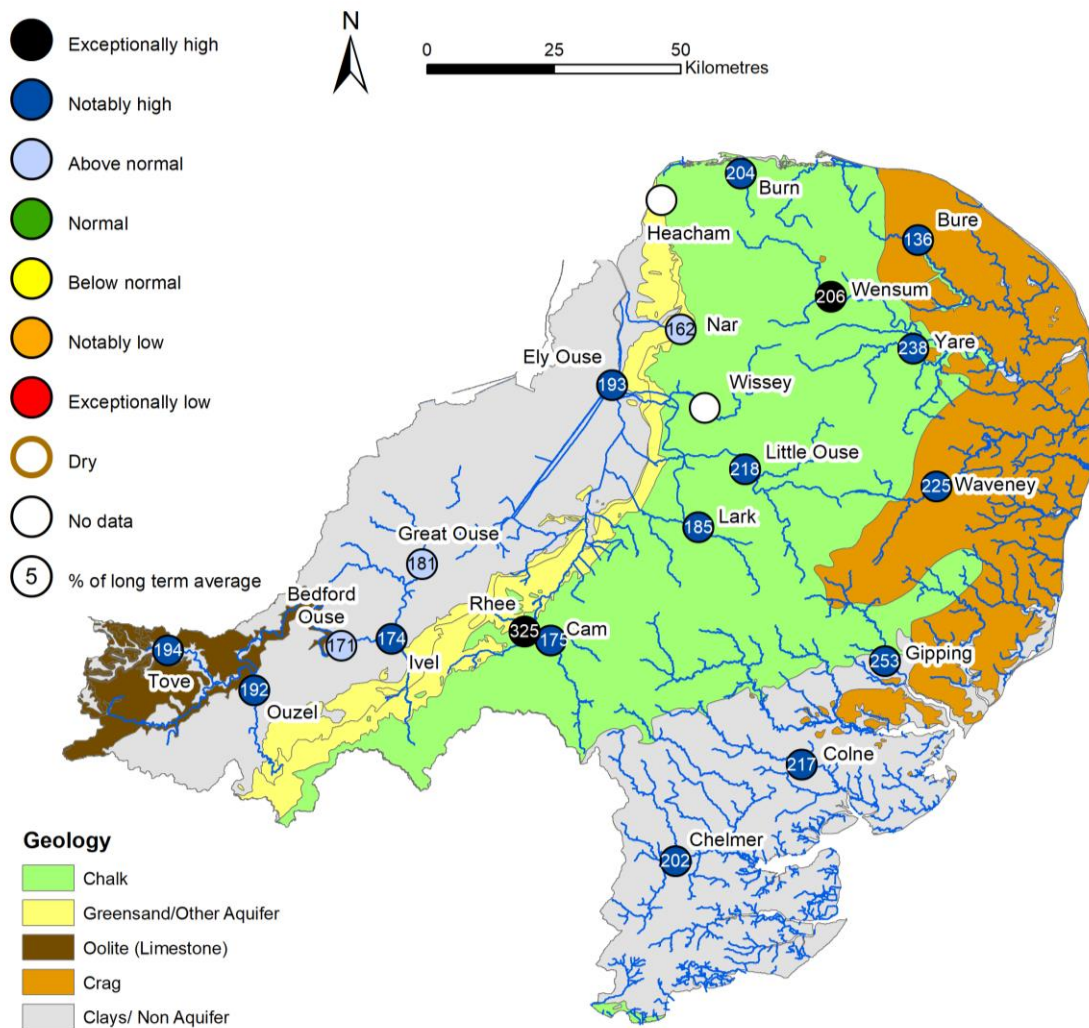 Exceptionally high
Notably high
Above normal
Normal
Below normal
Notably low
Exceptionally low
Dry
No data
5 % of long term average
N
0 25 50
Kilometres
204
Burn
Heacham
Bure
136
206 Wensum
162 Nar
Yare
238
Ely Ouse
193
Wissey
Little Ouse
218
225 Waveney
Lark
185
Great Ouse
181
Bedford
Ouse
Rhee
325
Cam
175
194
Tove
171
174
Ivel
192
Ouzel
Gipping
253
Colne
217
Chelmer
202
Geology
Chalk
Greensand/Other Aquifer
Oolite (Limestone)
Crag
Clays/ Non Aquifer